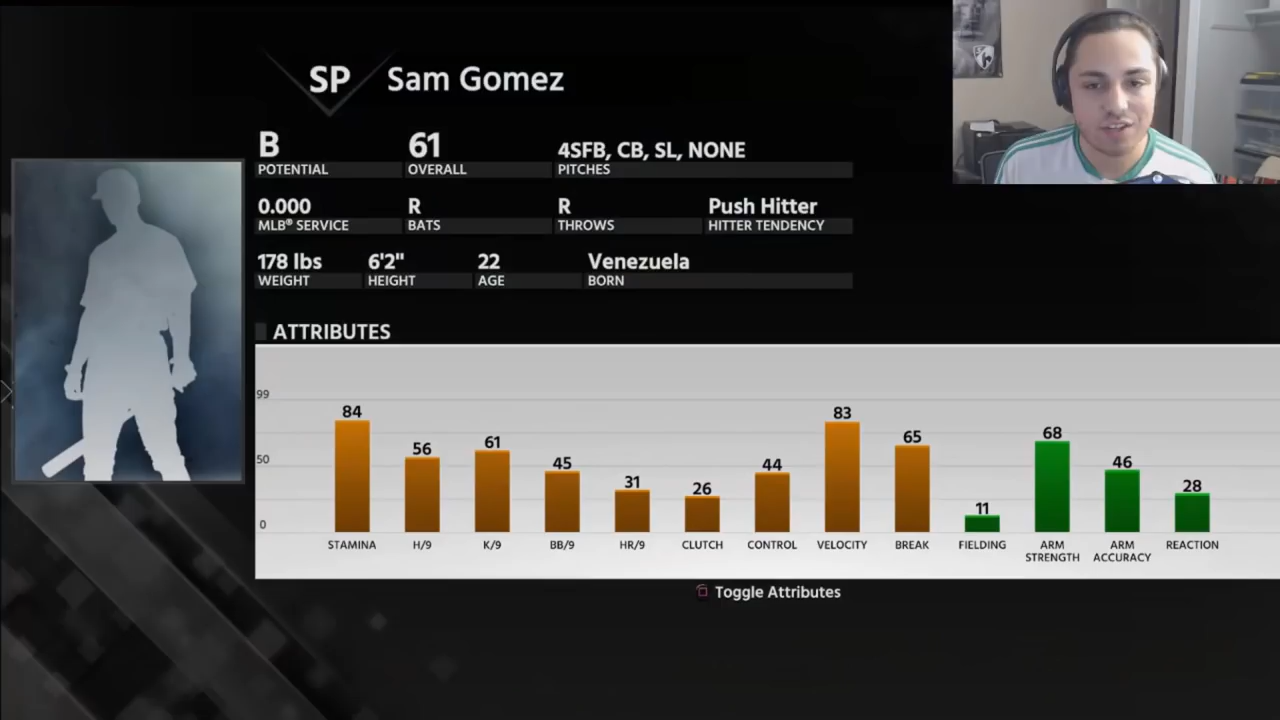 SP Sam Gomez
B 61 4SFB, CB, SL, NONE
POTENTIAL OVERALL PITCHES
0.000 R R Push Hitter
MLB® SERVICE BATS THROWS HITTER TENDENCY
178 lbs 6'2" 22 Venezuela
WEIGHT HEIGHT AGE BORN
ATTRIBUTES
99
50
0
84 56 61 45 31 26 44 83 65 11 68 46 28
STAMINA H/9 K/9 BB/9 HR/9 CLUTCH CONTROL VELOCITY BREAK FIELDING ARM STRENGTH ARM ACCURACY REACTION
Toggle Attributes